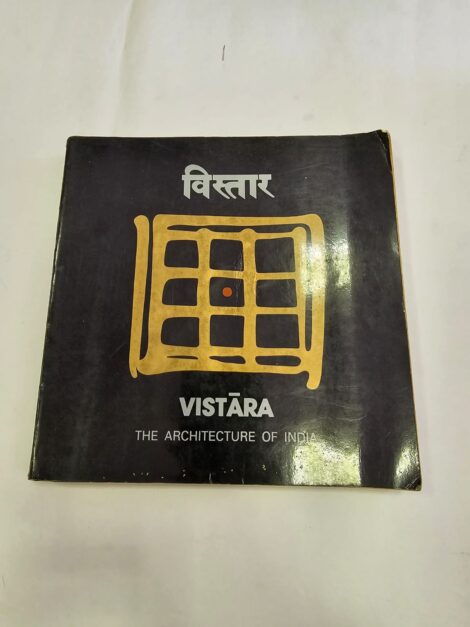 विस्तार
VISTĀRA
THE ARCHITECTURE OF INDIA